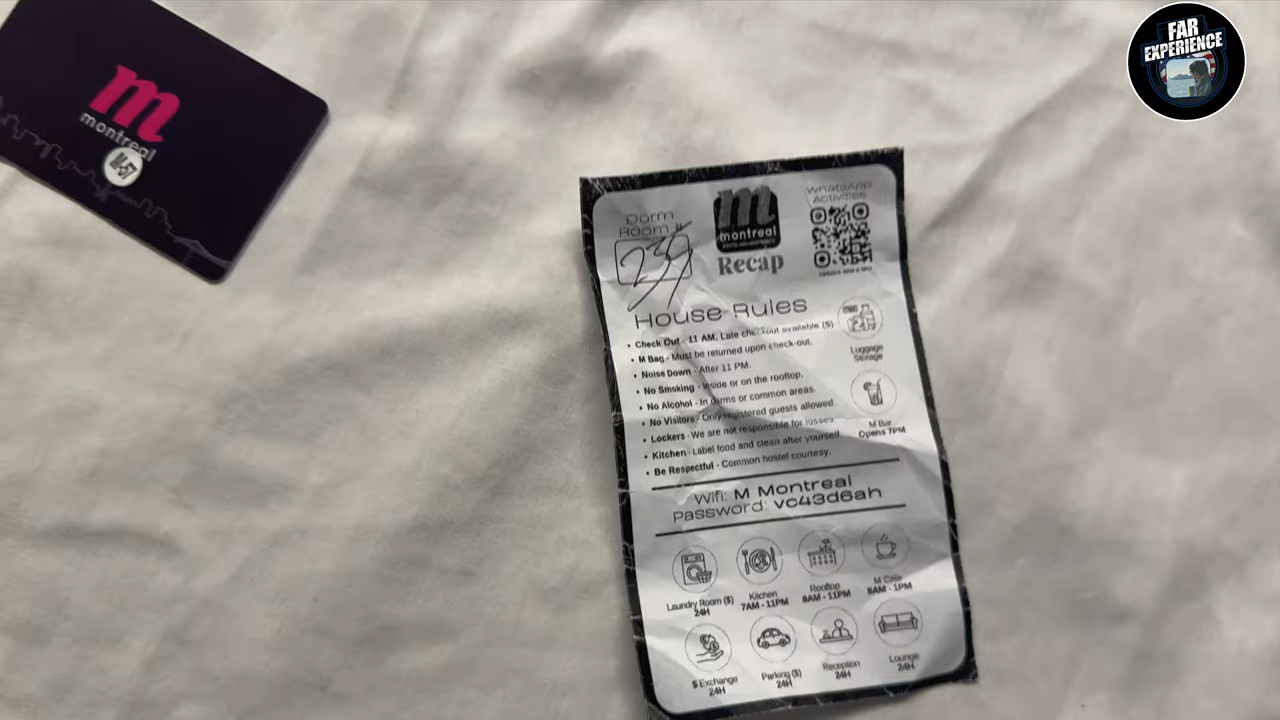 FAR
EXPERIENCE
m
montreal
M-57
Dorm
Room #
239
m
montreal
Recap
WhatsApp
Activities
House Rules
• Check Out - 11 AM. Late checkout available ($)
• M Bag - Must be returned upon check-out.
• Noise Down - After 11 PM.
• No Smoking - Inside or on the rooftop.
• No Alcohol - In dorms or common areas.
• No Visitors - Only registered guests allowed.
• Lockers - We are not responsible for losses.
• Kitchen - Label food and clean after yourself.
• Be Respectful - Common hostel courtesy.
Luggage
Storage
M Bar
Opens 7PM
Wifi: M Montreal
Password: vc43d6ah
Laundry Room ($)
24H
Kitchen
7AM - 11PM
Rooftop
8AM - 11PM
M Cafe
8AM - 1PM
$ Exchange
24H
Parking ($)
24H
Reception
24H
Lounge
24H